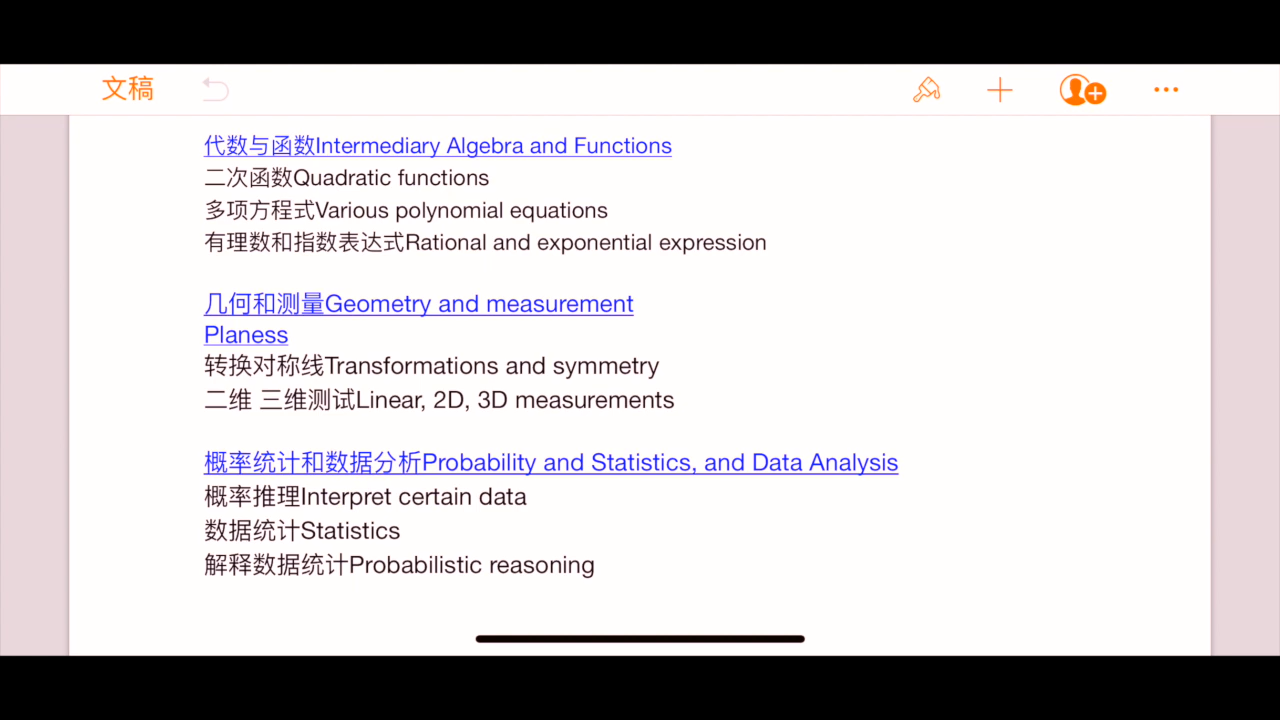 文稿
代数与函数Intermediary Algebra and Functions
二次函数Quadratic functions
多项方程式Various polynomial equations
有理数和指数表达式Rational and exponential expression
几何和测量Geometry and measurement
Planess
转换对称线Transformations and symmetry
二维 三维测试Linear, 2D, 3D measurements
概率统计和数据分析Probability and Statistics, and Data Analysis
概率推理Interpret certain data
数据统计Statistics
解释数据统计Probabilistic reasoning